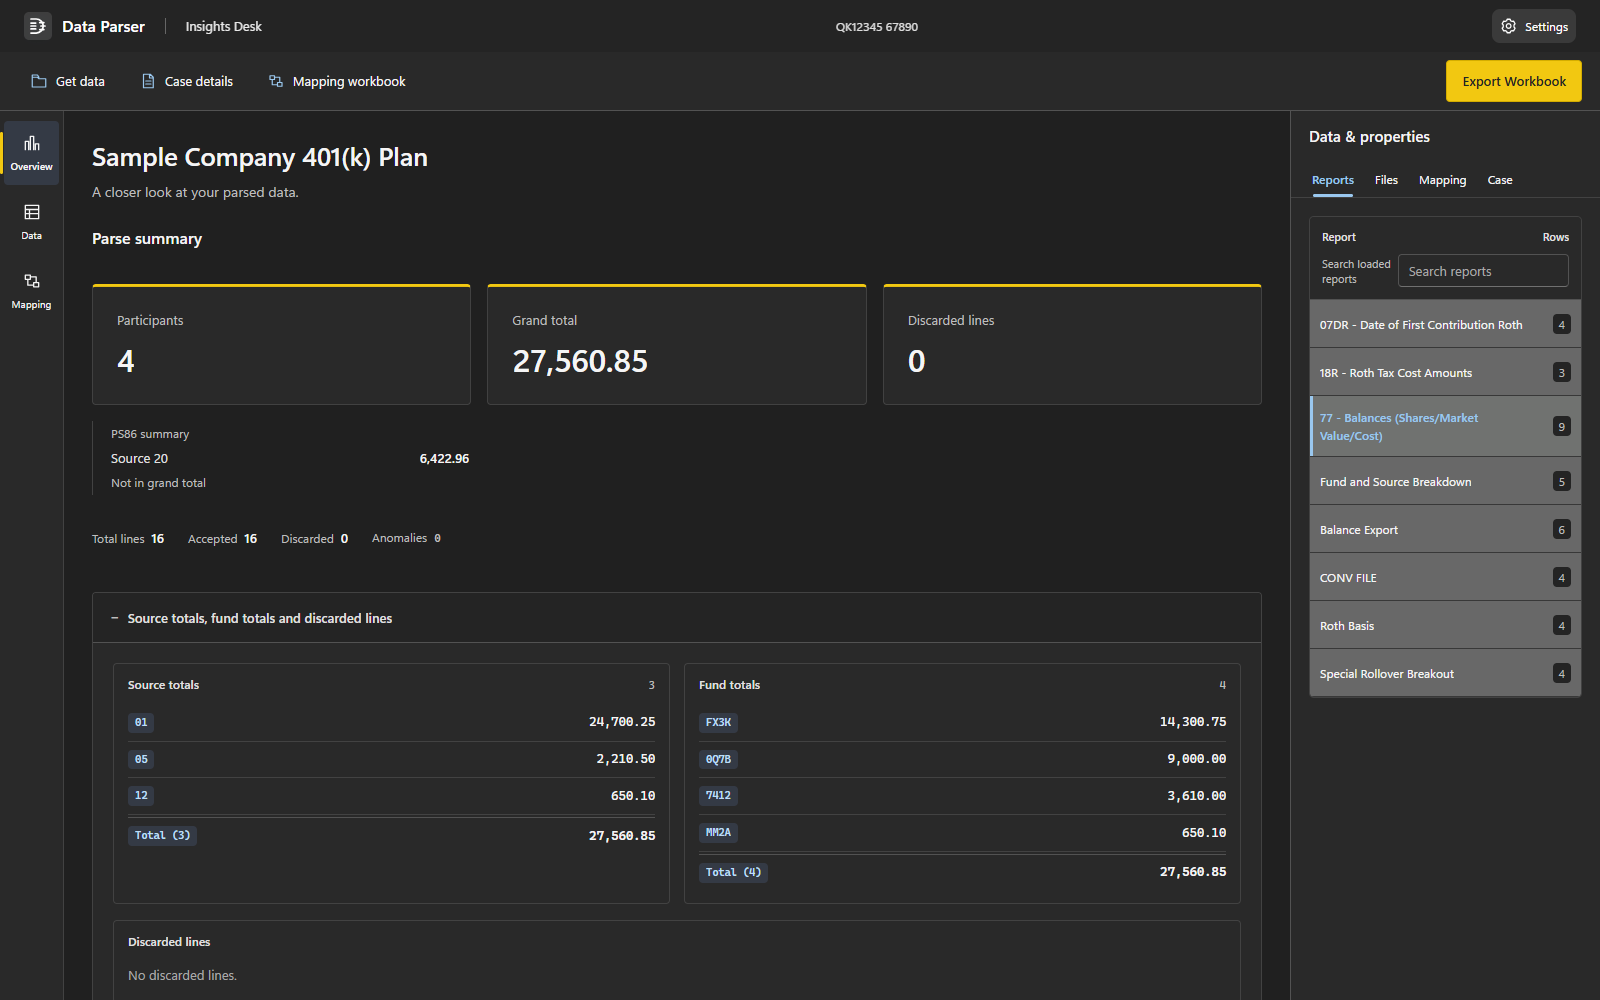 Data Parser
Insights Desk
QK12345 67890
Settings
Get data
Case details
Mapping workbook
Export Workbook
Overview
Data
Mapping
Sample Company 401(k) Plan
A closer look at your parsed data.
Parse summary
Participants
4
Grand total
27,560.85
Discarded lines
0
PS86 summary
Source 20 6,422.96
Not in grand total
Total lines 16 Accepted 16 Discarded 0 Anomalies 0
− Source totals, fund totals and discarded lines
Source totals 3
01 24,700.25
05 2,210.50
12 650.10
Total (3) 27,560.85
Fund totals 4
FX3K 14,300.75
0Q7B 9,000.00
7412 3,610.00
MM2A 650.10
Total (4) 27,560.85
Discarded lines
No discarded lines.
Data & properties
Reports Files Mapping Case
Report Rows
Search loaded
reports
Search reports
07DR - Date of First Contribution Roth 4
18R - Roth Tax Cost Amounts 3
77 - Balances (Shares/Market
Value/Cost) 9
Fund and Source Breakdown 5
Balance Export 6
CONV FILE 4
Roth Basis 4
Special Rollover Breakout 4